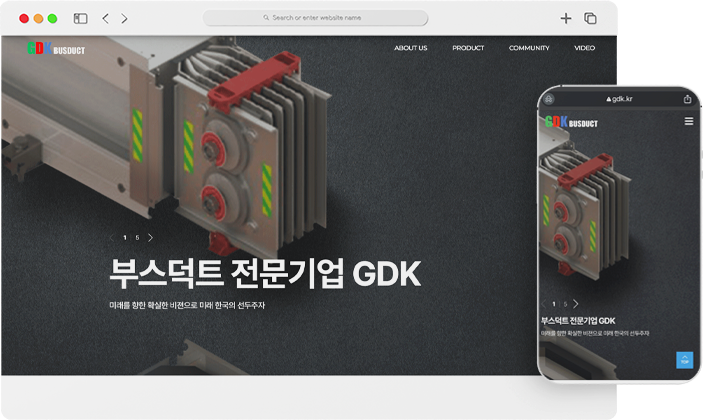 Search or enter website name
GDK BUSDUCT
ABOUT US
PRODUCT
COMMUNITY
VIDEO
1 5
부스덕트 전문기업 GDK
미래를 향한 확실한 비젼으로 미래 한국의 선두주자
gdk.kr
GDK BUSDUCT
1 5
부스덕트 전문기업 GDK
미래를 향한 확실한 비젼으로 미래 한국의 선두주자
TOP